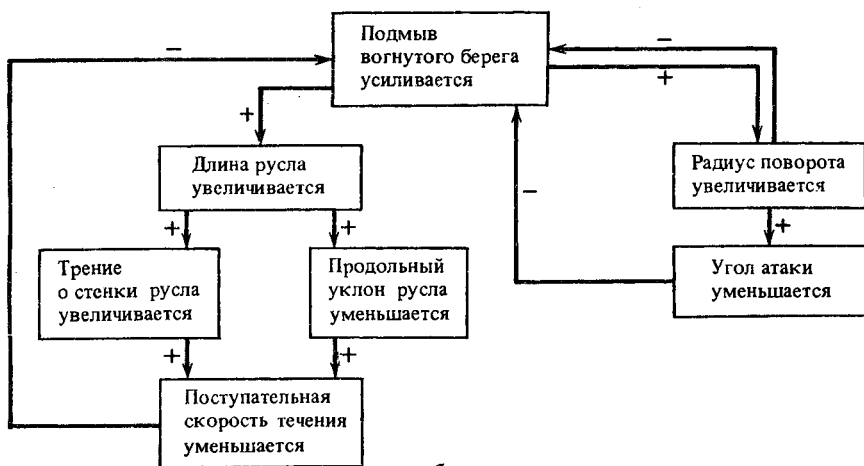 Подмыв
вогнутого берега
усиливается
−
−
+
+
Длина русла
увеличивается
Радиус поворота
увеличивается
−
+
+
+
Трение
о стенки русла
увеличивается
Продольный
уклон русла
уменьшается
Угол атаки
уменьшается
+
+
Поступательная
скорость течения
уменьшается